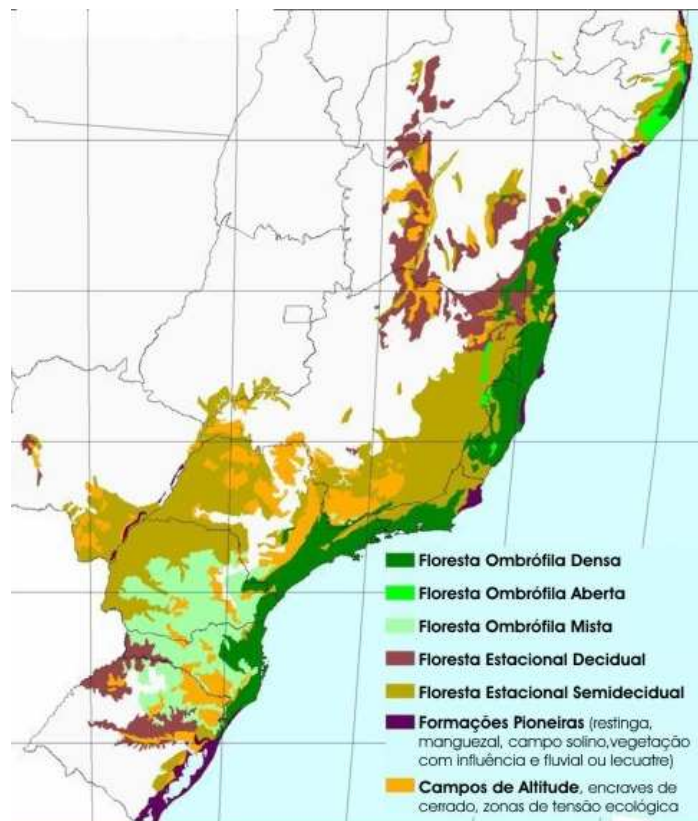 Floresta Ombrófila Densa
Floresta Ombrófila Aberta
Floresta Ombrófila Mista
Floresta Estacional Decidual
Floresta Estacional Semidecidual
Formações Pioneiras (restinga,
manguezal, campo solino,vegetação
com influência e fluvial ou lecuatre)
Campos de Altitude, encraves de
cerrado, zonas de tensão ecológica